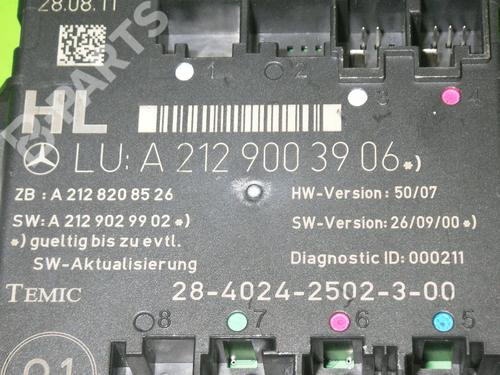 28.08.11
B-PARTS
1 2
3 4
HL
LU: A 212 900 39 06*)
ZB : A 212 820 85 26
HW-Version : 50/07
SW: A 212 902 99 02 *)
SW-Version: 26/09/00*)
*) gueltig bis zu evtl.
SW-Aktualisierung
Diagnostic ID: 000211
TEMIC
28-4024-2502-3-00
8 7 6 5
01